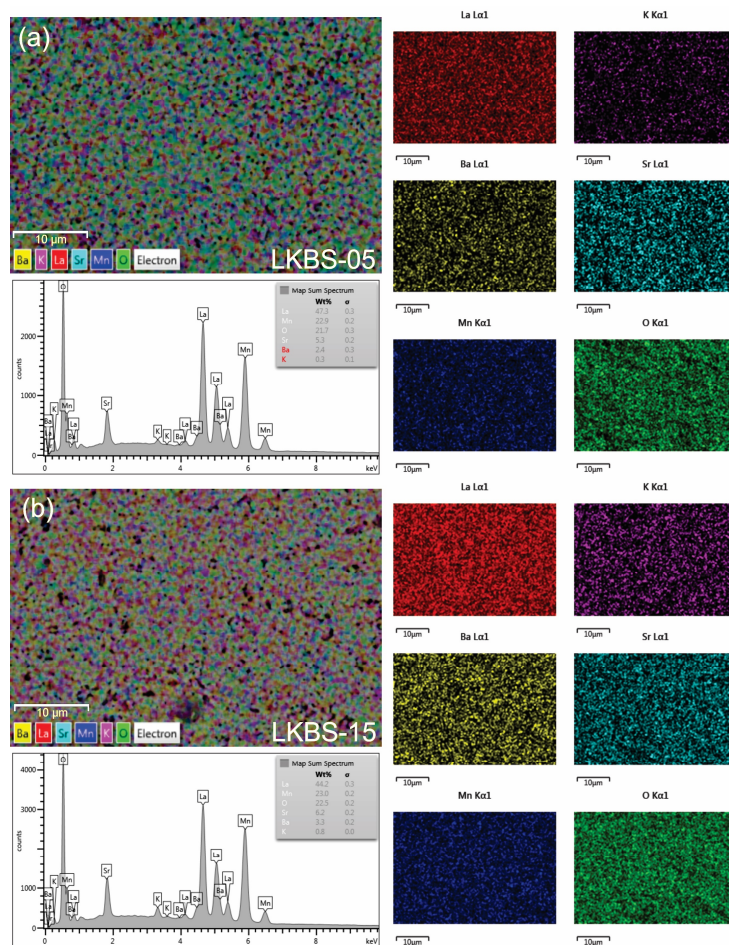 (a)
10 µm
Ba K La Sr Mn O Electron
LKBS-05
La Lα1
10µm
K Kα1
10µm
Ba Lα1
10µm
Sr Lα1
10µm
Mn Kα1
10µm
O Kα1
10µm
counts
2000
1000
0
O
K
Mn
Ba
La
La
Ba
Sr
K
K
Ba
La
Ba
La
La
Ba
La
Mn
Mn
0 2 4 6 8 keV
Map Sum Spectrum
Wt% σ
La 47.3 0.3
Mn 22.9 0.2
O 21.7 0.3
Sr 5.3 0.2
Ba 2.4 0.3
K 0.3 0.1
(b)
10 µm
Ba La Sr Mn K O Electron
LKBS-15
La Lα1
10µm
K Kα1
10µm
Ba Lα1
10µm
Sr Lα1
10µm
Mn Kα1
10µm
O Kα1
10µm
counts
4000
2000
1000
0
O
K
Mn
Ba
La
La
Ba
Sr
K
K
Ba
La
Ba
La
La
Ba
La
Mn
Mn
0 2 4 6 8 keV
Map Sum Spectrum
Wt% σ
La 44.2 0.3
Mn 23.0 0.2
O 22.5 0.2
Sr 6.2 0.2
Ba 3.3 0.2
K 0.8 0.0